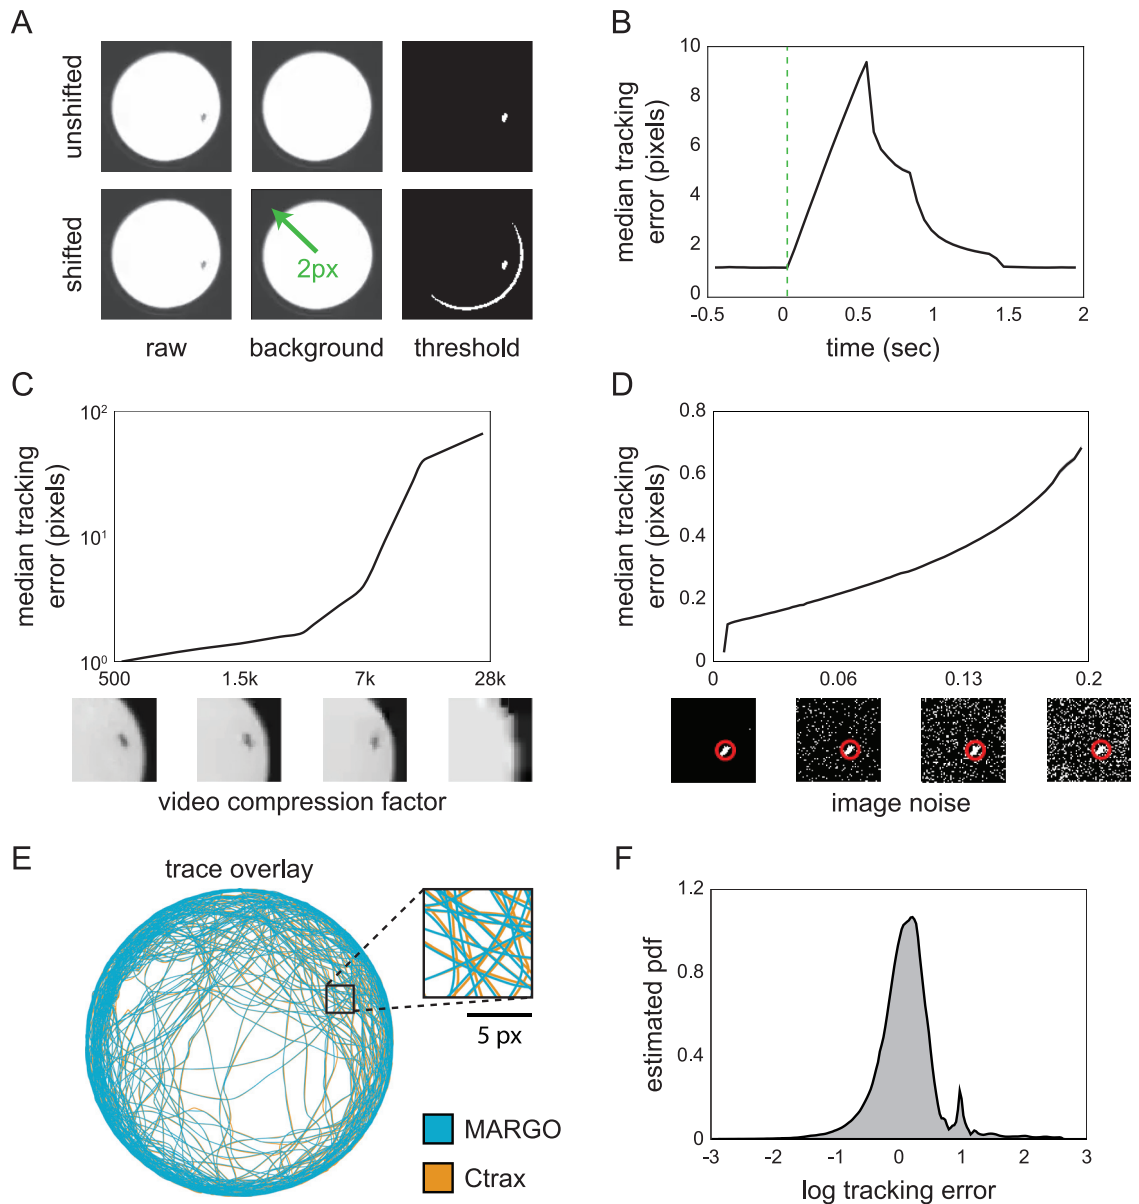 A
unshifted
shifted
2px
raw
background
threshold
B
median tracking
error (pixels)
10
8
6
4
2
0
-0.5
0
0.5
1
1.5
2
time (sec)
C
median tracking
error (pixels)
10²
10¹
10⁰
500
1.5k
7k
28k
video compression factor
D
median tracking
error (pixels)
0.8
0.6
0.4
0.2
0
0
0.06
0.13
0.2
image noise
E
trace overlay
5 px
MARGO
Ctrax
F
estimated pdf
1.2
0.8
0.4
0
-3
-2
-1
0
1
2
3
log tracking error